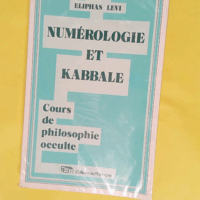 ELIPHAS LEVI
NUMÉROLOGIE
ET
KABBALE
Cours
de
philosophie
occulte